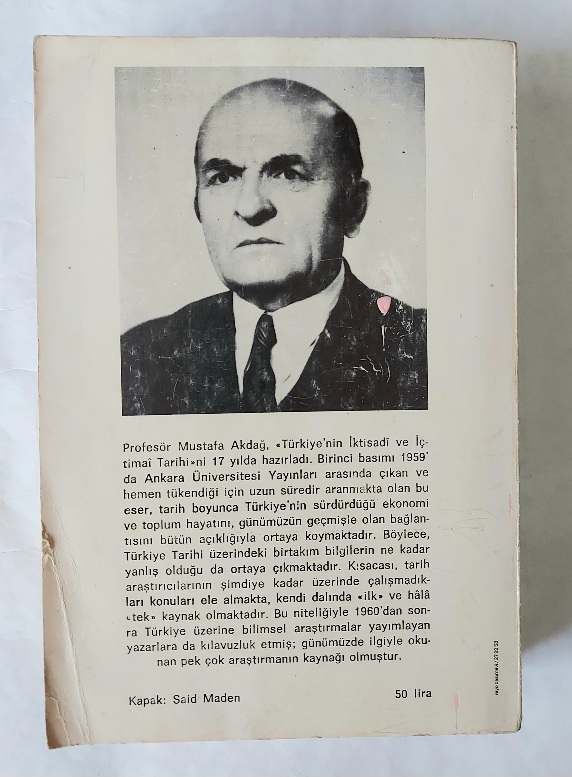 Profesör Mustafa Akdağ, «Türkiye'nin İktisadî ve İç-
timaî Tarihi»ni 17 yılda hazırladı. Birinci basımı 1959'
da Ankara Üniversitesi Yayınları arasında çıkan ve
hemen tükendiği için uzun süredir aranmakta olan bu
eser, tarih boyunca Türkiye'nin sürdürdüğü ekonomi
ve toplum hayatını, günümüzün geçmişle olan bağlan-
tısını bütün açıklığıyla ortaya koymaktadır. Böylece,
Türkiye Tarihi üzerindeki birtakım bilgilerin ne kadar
yanlış olduğu da ortaya çıkmaktadır. Kısacası, tarih
araştırıcılarının şimdiye kadar üzerinde çalışmadık-
ları konuları ele almakta, kendi dalında «ilk» ve hâlâ
«tek» kaynak olmaktadır. Bu niteliğiyle 1960'dan son-
ra Türkiye üzerine bilimsel araştırmalar yayımlayan
yazarlara da kılavuzluk etmiş; günümüzde ilgiyle oku-
nan pek çok araştırmanın kaynağı olmuştur.
Kapak: Said Maden
50 lira